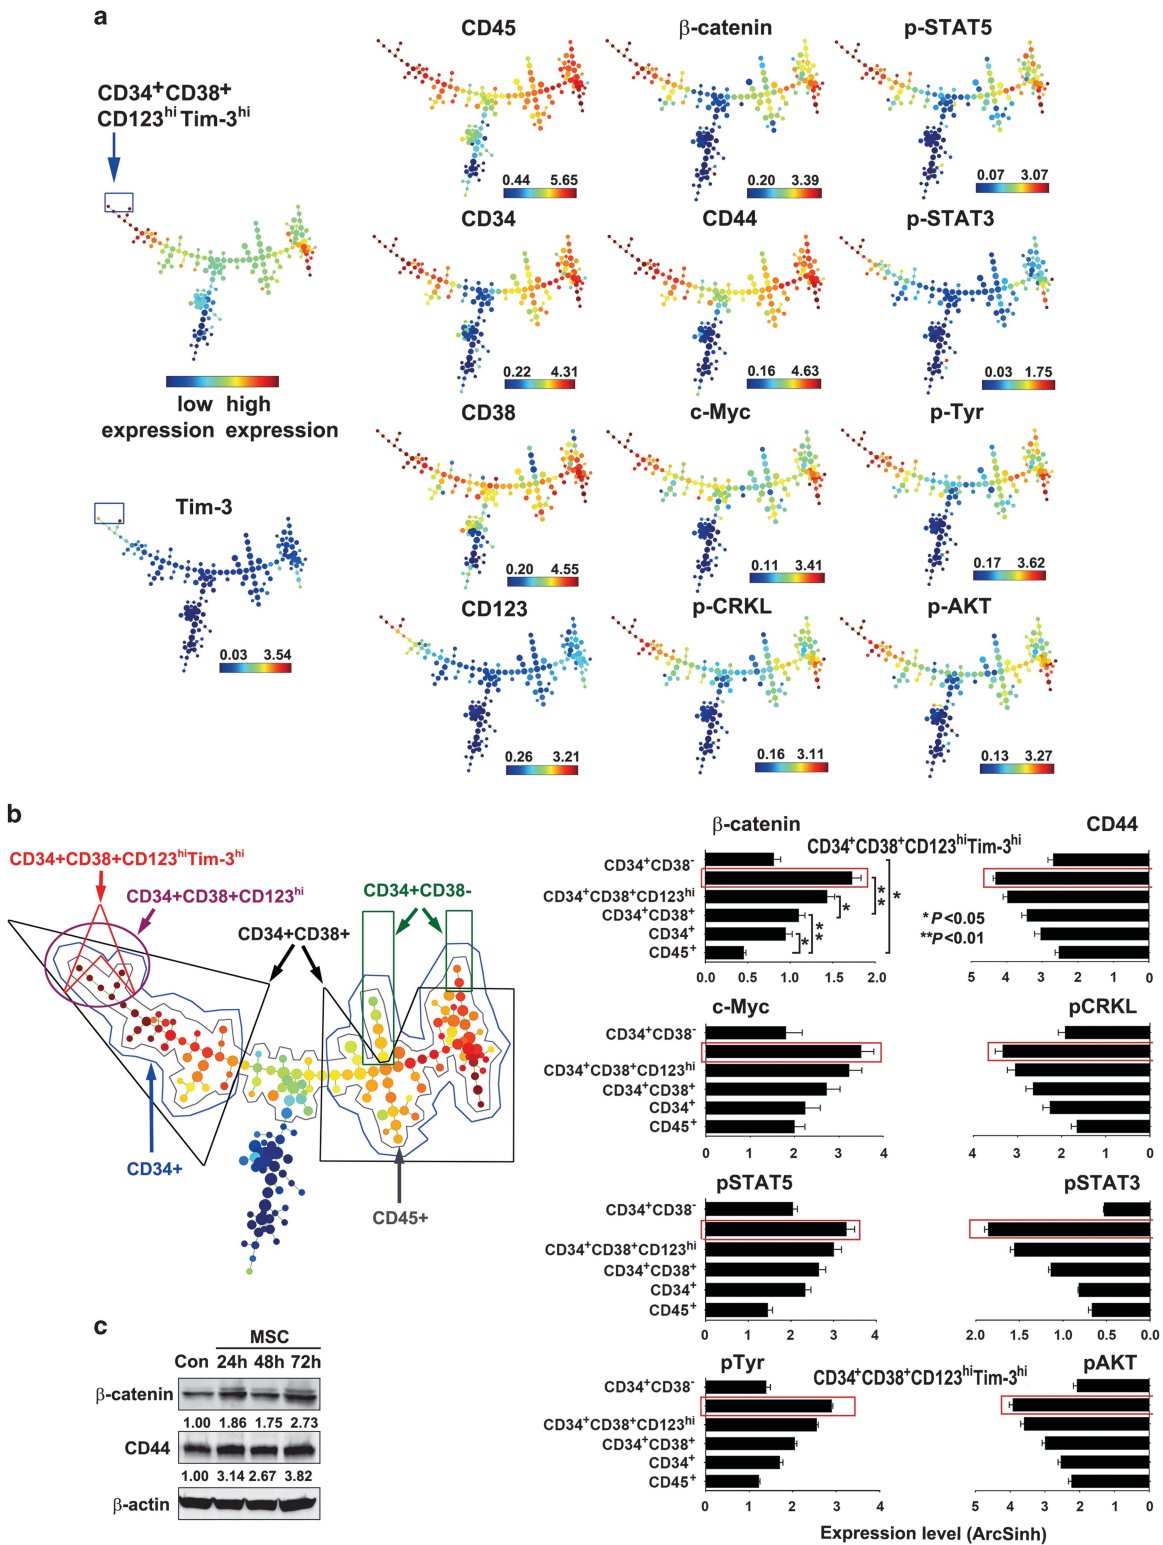 a
CD34+CD38+
CD123hi Tim-3hi
low high
expression expression
Tim-3
0.03 3.54
CD45
0.44 5.65
β-catenin
0.20 3.39
p-STAT5
0.07 3.07
CD34
0.22 4.31
CD44
0.16 4.63
p-STAT3
0.03 1.75
CD38
0.20 4.55
c-Myc
0.11 3.41
p-Tyr
0.17 3.62
CD123
0.26 3.21
p-CRKL
0.16 3.11
p-AKT
0.13 3.27
b
CD34+CD38+CD123hiTim-3hi
CD34+CD38+CD123hi
CD34+CD38-
CD34+CD38+
CD34+
CD45+
β-catenin
CD34+CD38+CD123hiTim-3hi
CD34+CD38-
CD34+CD38+CD123hi
CD34+CD38+
CD34+
CD45+
0.0 0.5 1.0 1.5 2.0
* ** * ** *
*P<0.05
**P<0.01
CD44
5 4 3 2 1 0
c-Myc
CD34+CD38-
CD34+CD38+CD123hi
CD34+CD38+
CD34+
CD45+
0 1 2 3 4
pCRKL
4 3 2 1 0
pSTAT5
CD34+CD38-
CD34+CD38+CD123hi
CD34+CD38+
CD34+
CD45+
0 1 2 3 4
pSTAT3
2.0 1.5 1.0 0.5 0.0
pTyr
CD34+CD38+CD123hiTim-3hi
CD34+CD38-
CD34+CD38+CD123hi
CD34+CD38+
CD34+
CD45+
0 1 2 3 4
pAKT
5 4 3 2 1 0
Expression level (ArcSinh)
c
MSC
Con 24h 48h 72h
β-catenin
1.00 1.86 1.75 2.73
CD44
1.00 3.14 2.67 3.82
β-actin